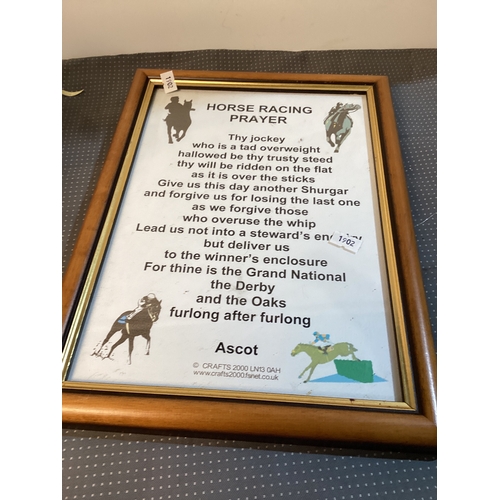 1902
HORSE RACING
PRAYER
Thy jockey
who is a tad overweight
hallowed be thy trusty steed
thy will be ridden on the flat
as it is over the sticks
Give us this day another Shurgar
and forgive us for losing the last one
as we forgive those
who overuse the whip
Lead us not into a steward's
1902
but deliver us
to the winner's enclosure
For thine is the Grand National
the Derby
and the Oaks
furlong after furlong
Ascot
© CRAFTS 2000 LN13 0AH
www.crafts2000.fsnet.co.uk